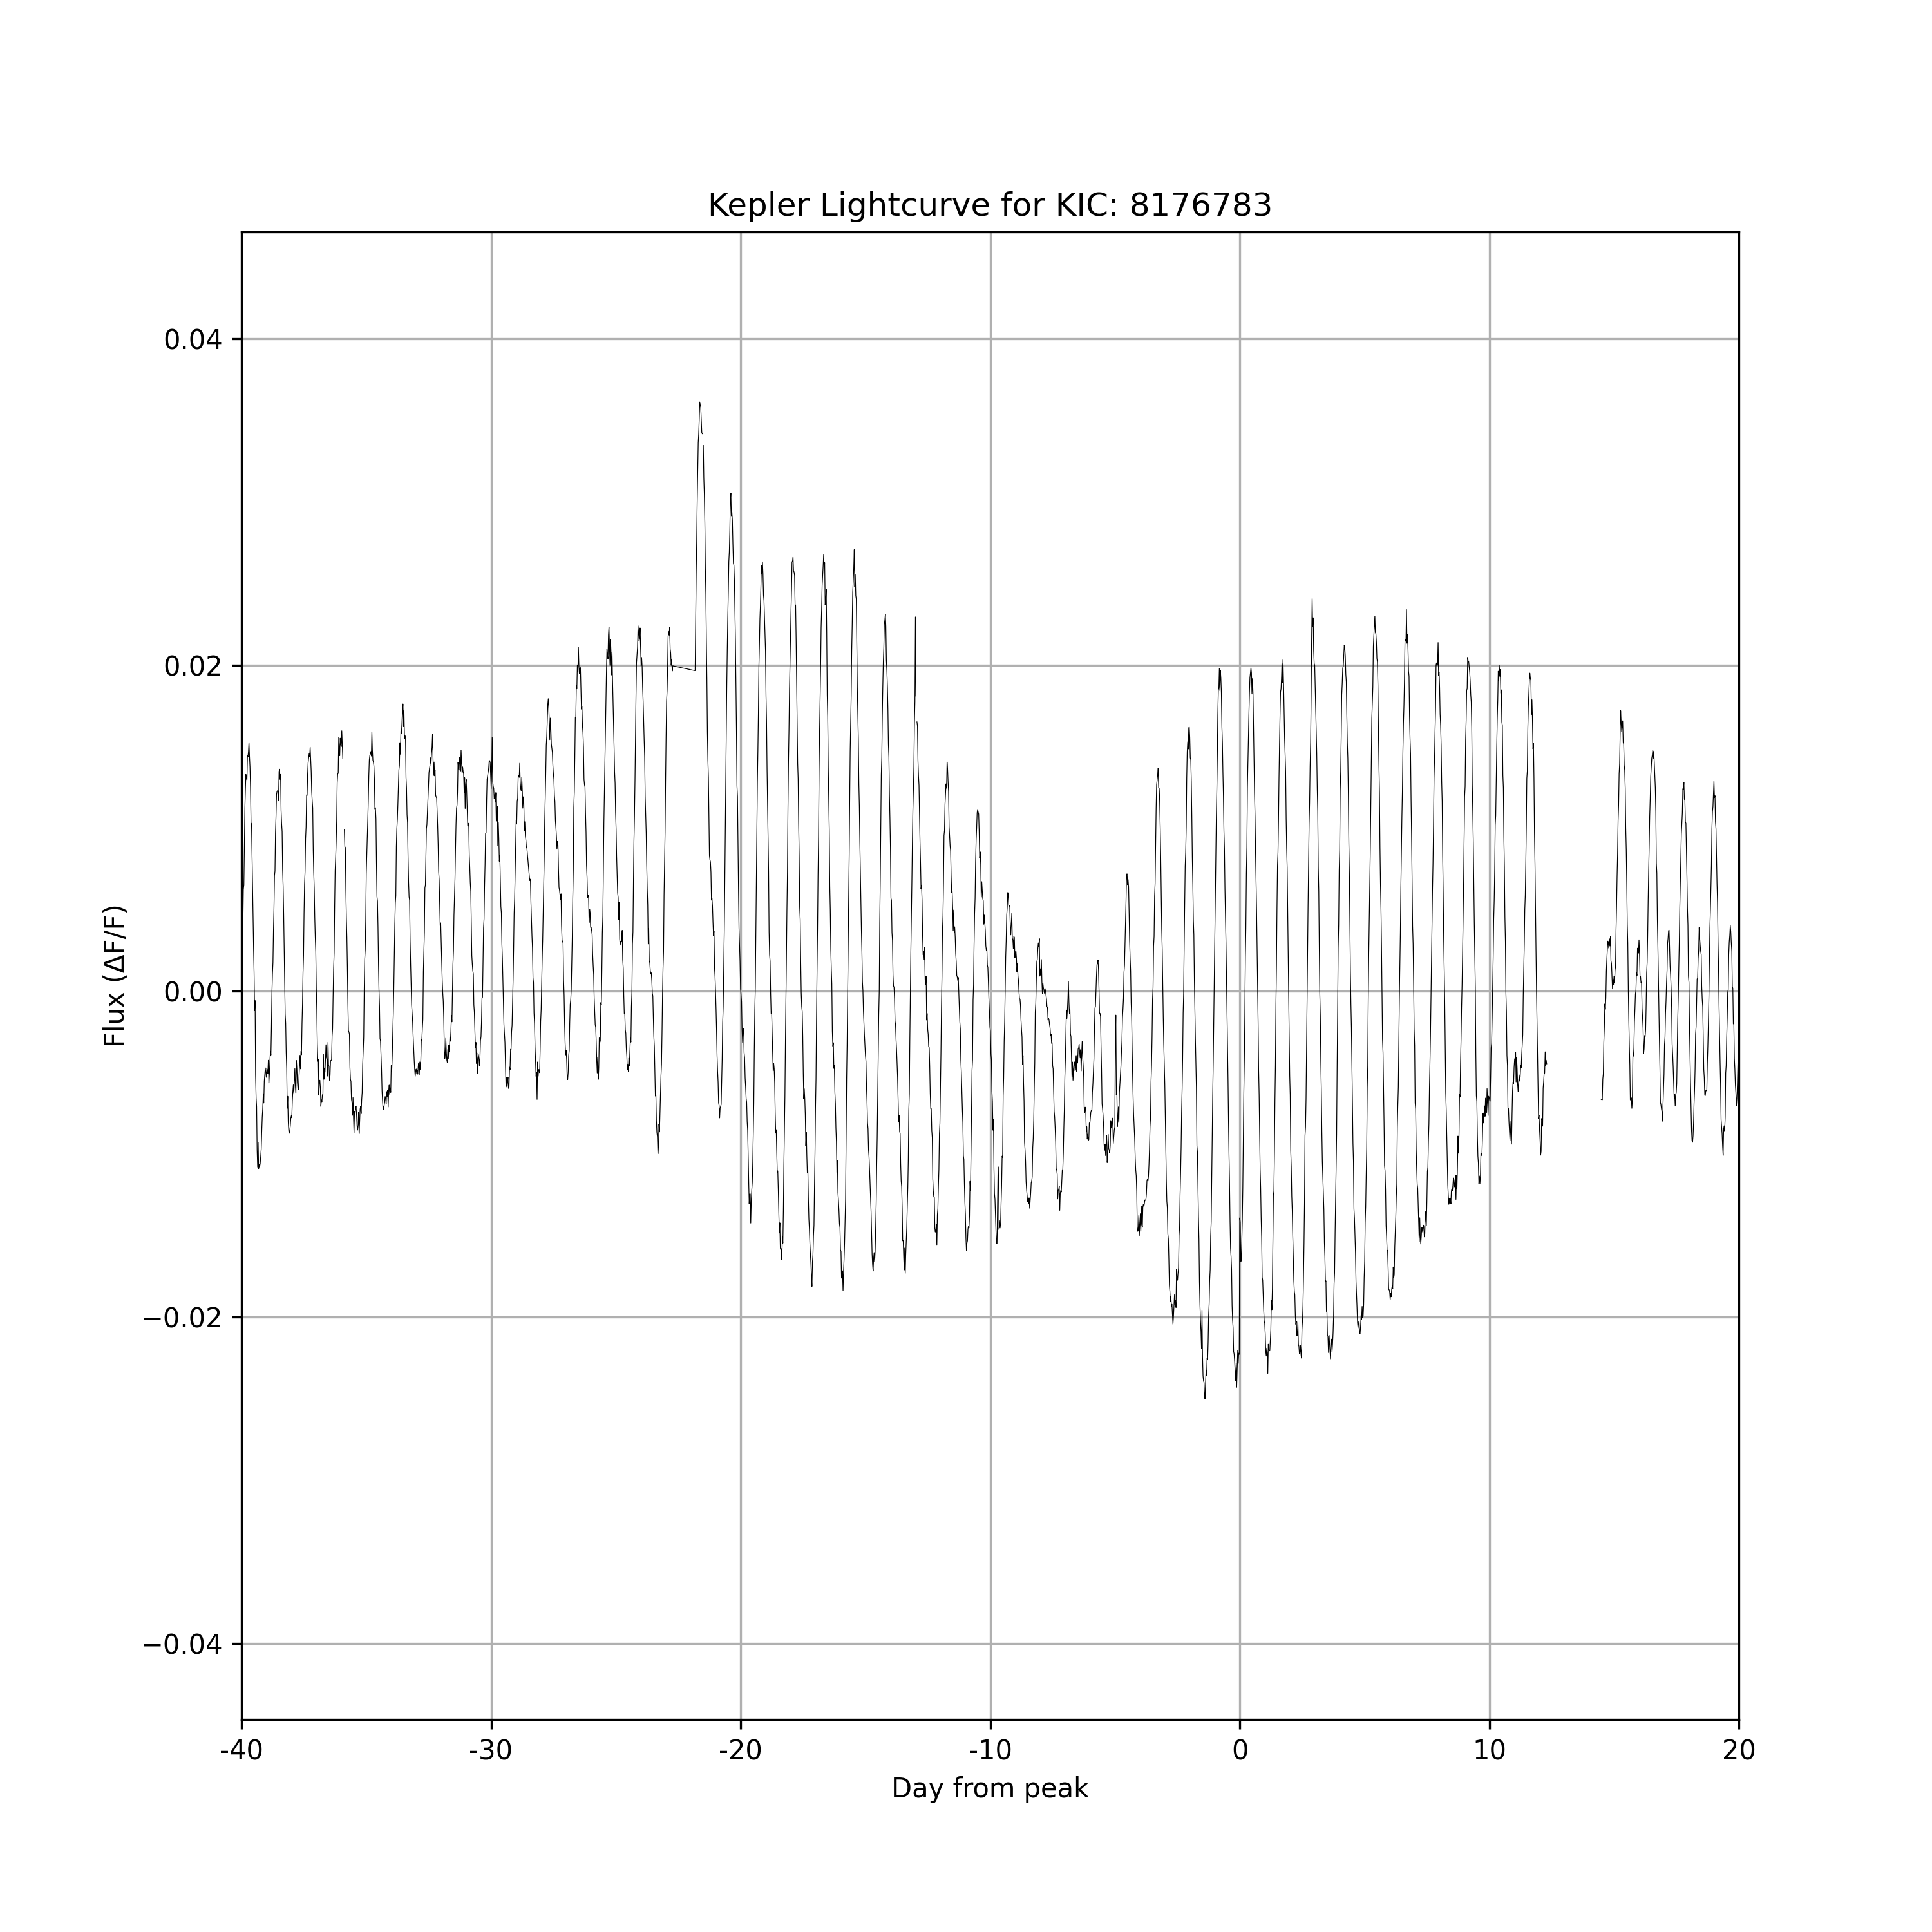 Kepler Lightcurve for KIC: 8176783
0.04
0.02
0.00
−0.02
−0.04
Flux (ΔF/F)
-40 -30 -20 -10 0 10 20
Day from peak